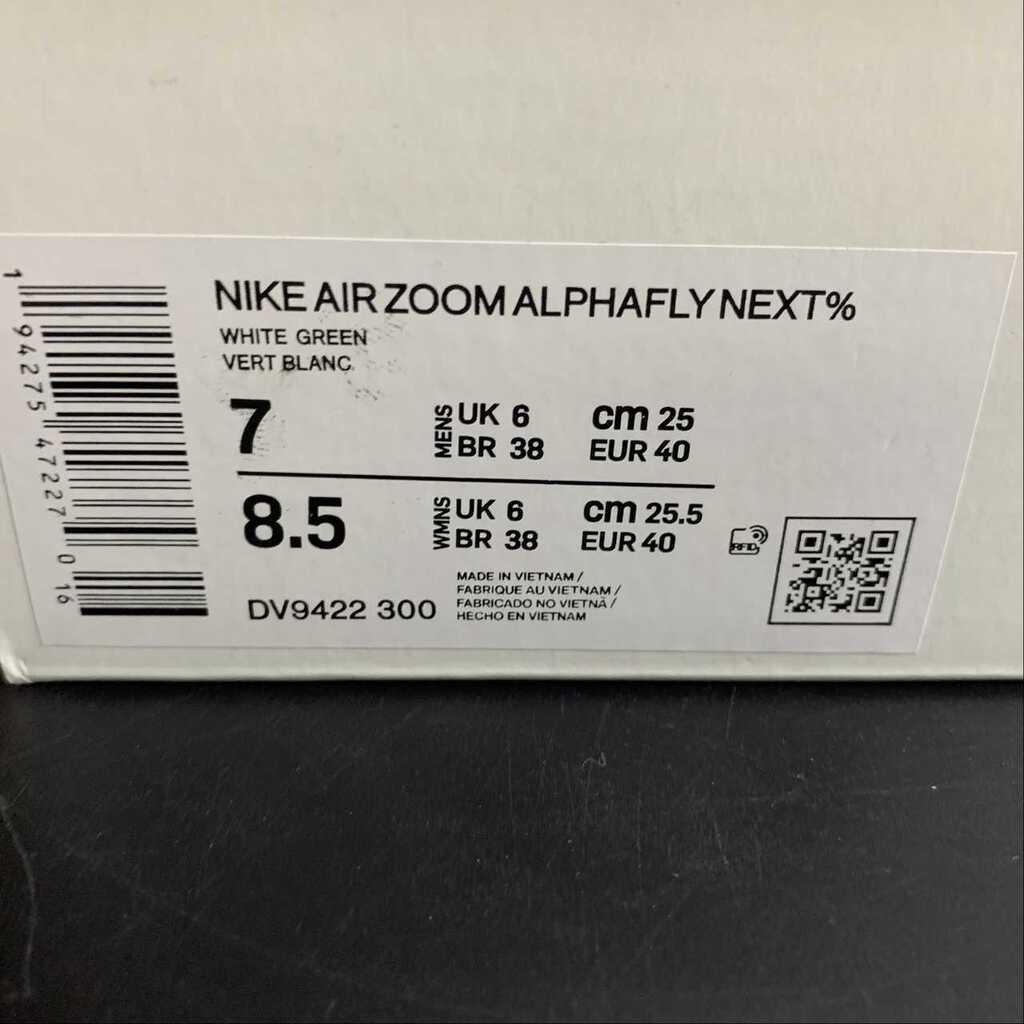 NIKE AIR ZOOM ALPHAFLY NEXT%
WHITE GREEN
VERT BLANC
7 MENS UK 6 cm 25
BR 38 EUR 40
8.5 WMNS UK 6 cm 25.5
BR 38 EUR 40
RFID
DV9422 300
MADE IN VIETNAM /
FABRIQUE AU VIETNAM /
FABRICADO NO VIETNÃ /
HECHO EN VIETNAM
1 94275 47227 0 16